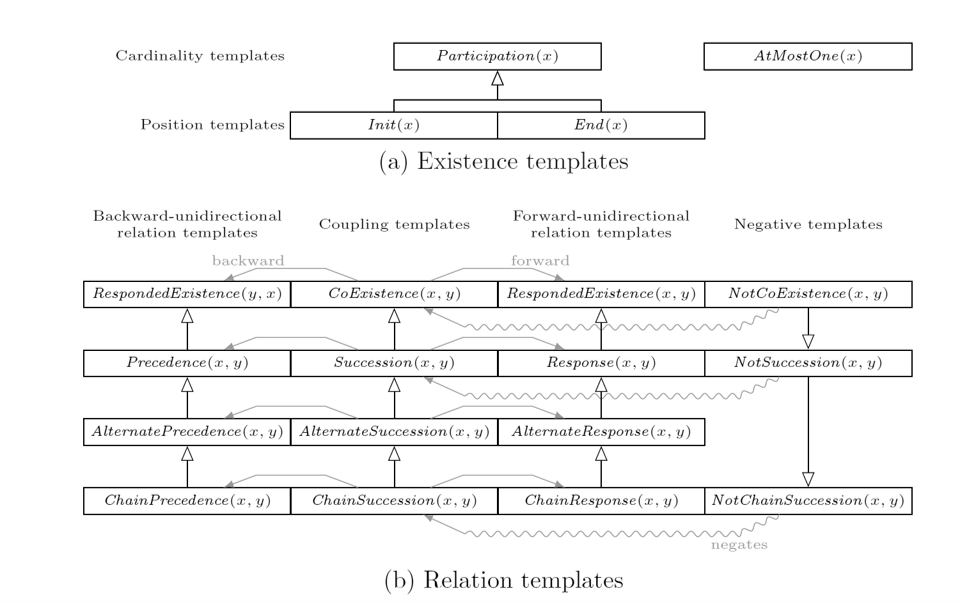 Cardinality templates
Participation(x)
AtMostOne(x)
Position templates
Init(x)
End(x)
(a) Existence templates
Backward-unidirectional
relation templates
Coupling templates
Forward-unidirectional
relation templates
Negative templates
backward
forward
RespondedExistence(y, x)
CoExistence(x, y)
RespondedExistence(x, y)
NotCoExistence(x, y)
Precedence(x, y)
Succession(x, y)
Response(x, y)
NotSuccession(x, y)
AlternatePrecedence(x, y)
AlternateSuccession(x, y)
AlternateResponse(x, y)
ChainPrecedence(x, y)
ChainSuccession(x, y)
ChainResponse(x, y)
NotChainSuccession(x, y)
negates
(b) Relation templates